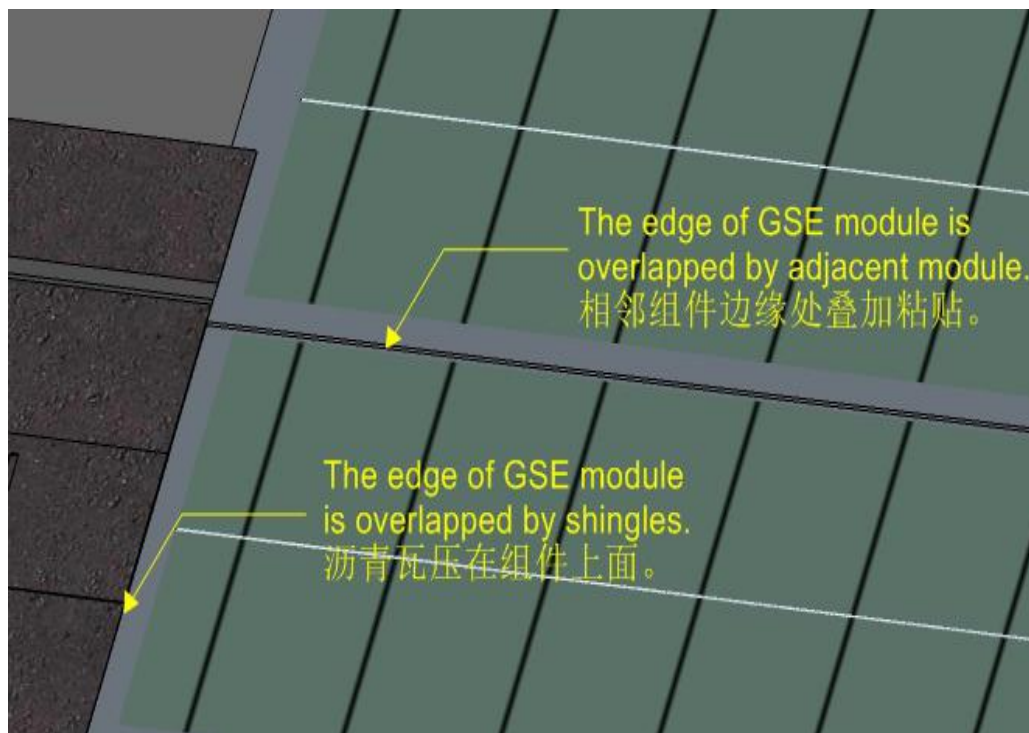 The edge of GSE module is
overlapped by adjacent module.
相邻组件边缘处叠加粘贴。
The edge of GSE module
is overlapped by shingles.
沥青瓦压在组件上面。